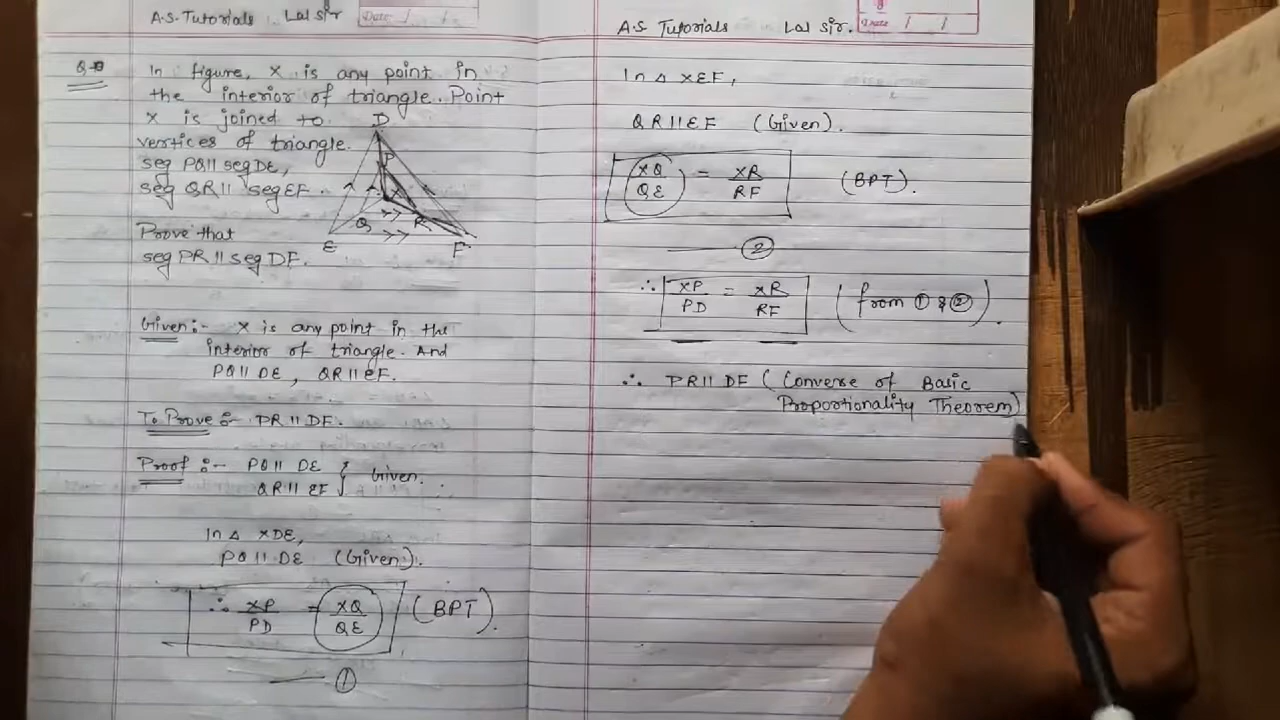 A.S. Tutorials Lal Sir
Date / /
Q
In figure, X is any point in
the interior of triangle. Point
X is joined to
vertices of triangle.
seg PQ || seg DE,
seg QR || seg EF.
Prove that
seg PR || seg DF.
D
P
X
Q
R
E
F
Given:- X is any point in the
interior of triangle. And
PQ || DE, QR || EF.
To Prove:- PR || DF.
Proof:- PQ || DE
QR || EF } Given.
In △ XDE,
PQ || DE (Given).
∴ XP/PD = XQ/QE (BPT).
①
A.S Tutorials Lal Sir.
Date / /
In △ XEF,
QR || EF (Given).
XQ/QE = XR/RF (BPT).
②
∴ XP/PD = XR/RF (from ① & ②).
∴ PR || DF (Converse of Basic
Proportionality Theorem)